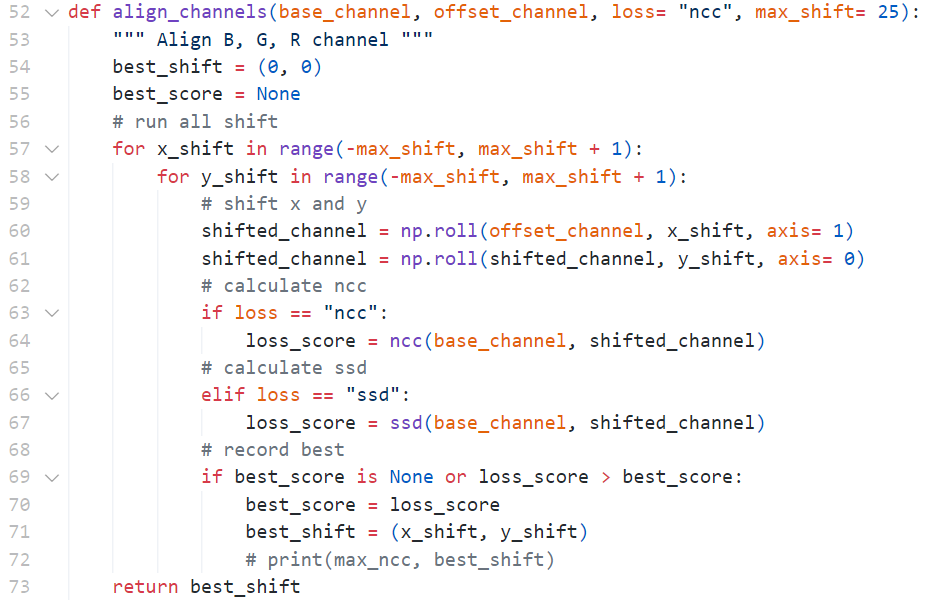 52 def align_channels(base_channel, offset_channel, loss= "ncc", max_shift= 25):
53     """ Align B, G, R channel """
54     best_shift = (0, 0)
55     best_score = None
56     # run all shift
57     for x_shift in range(-max_shift, max_shift + 1):
58         for y_shift in range(-max_shift, max_shift + 1):
59             # shift x and y
60             shifted_channel = np.roll(offset_channel, x_shift, axis= 1)
61             shifted_channel = np.roll(shifted_channel, y_shift, axis= 0)
62             # calculate ncc
63             if loss == "ncc":
64                 loss_score = ncc(base_channel, shifted_channel)
65             # calculate ssd
66             elif loss == "ssd":
67                 loss_score = ssd(base_channel, shifted_channel)
68             # record best
69             if best_score is None or loss_score > best_score:
70                 best_score = loss_score
71                 best_shift = (x_shift, y_shift)
72                 # print(max_ncc, best_shift)
73     return best_shift